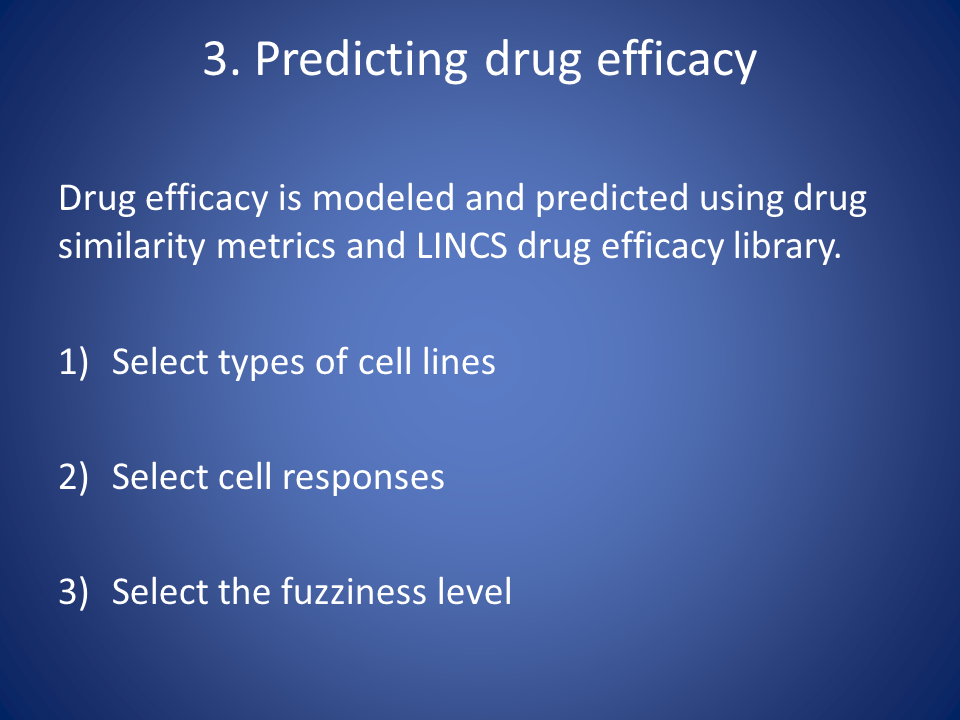 3. Predicting drug efficacy
Drug efficacy is modeled and predicted using drug
similarity metrics and LINCS drug efficacy library.
1) Select types of cell lines
2) Select cell responses
3) Select the fuzziness level